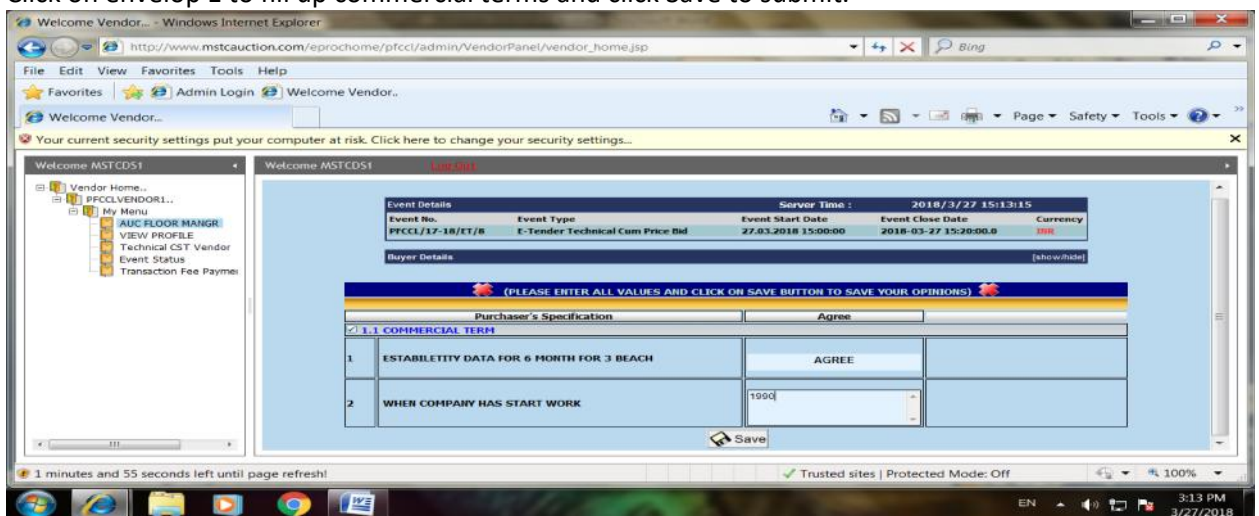 Click on envelop 1 to fill up commercial terms and click save to submit.
Welcome Vendor... - Windows Internet Explorer
http://www.mstcauction.com/eprochome/pfccl/admin/VendorPanel/vendor_home.jsp
Bing
File Edit View Favorites Tools Help
Favorites Admin Login Welcome Vendor..
Welcome Vendor...
Page Safety Tools
Your current security settings put your computer at risk. Click here to change your security settings...
Welcome MSTCDS1
Welcome MSTCDS1 Log Out
Vendor Home..
PFCCLVENDOR1..
My Menu
AUC FLOOR MANGR
VIEW PROFILE
Technical CST Vendor
Event Status
Transaction Fee Paymer
Event Details Server Time : 2018/3/27 15:13:15
Event No. Event Type Event Start Date Event Close Date Currency
PFCCL/17-18/ET/8 E-Tender Technical Cum Price Bid 27.03.2018 15:00:00 2018-03-27 15:20:00.0 INR
Buyer Details [show/hide]
(PLEASE ENTER ALL VALUES AND CLICK ON SAVE BUTTON TO SAVE YOUR OPINIONS)
Purchaser's Specification Agree
1.1 COMMERCIAL TERM
1 ESTABILETITY DATA FOR 6 MONTH FOR 3 BEACH AGREE
2 WHEN COMPANY HAS START WORK 1990
Save
1 minutes and 55 seconds left until page refresh!
Trusted sites | Protected Mode: Off
100%
EN
3:13 PM
3/27/2018